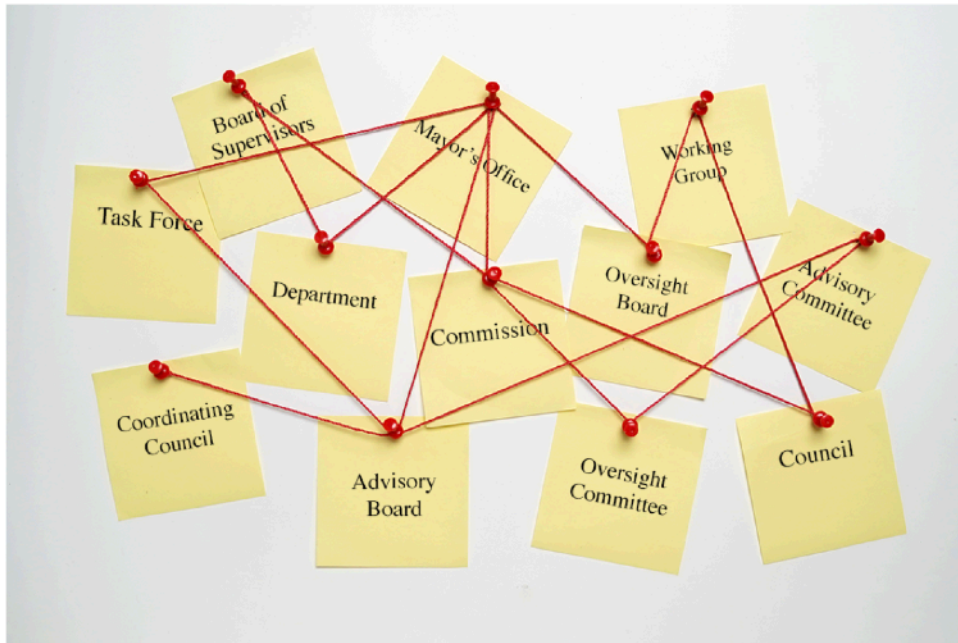 Board of
Supervisors
Mayor's Office
Working
Group
Task Force
Department
Commission
Oversight
Board
Advisory
Committee
Coordinating
Council
Advisory
Board
Oversight
Committee
Council